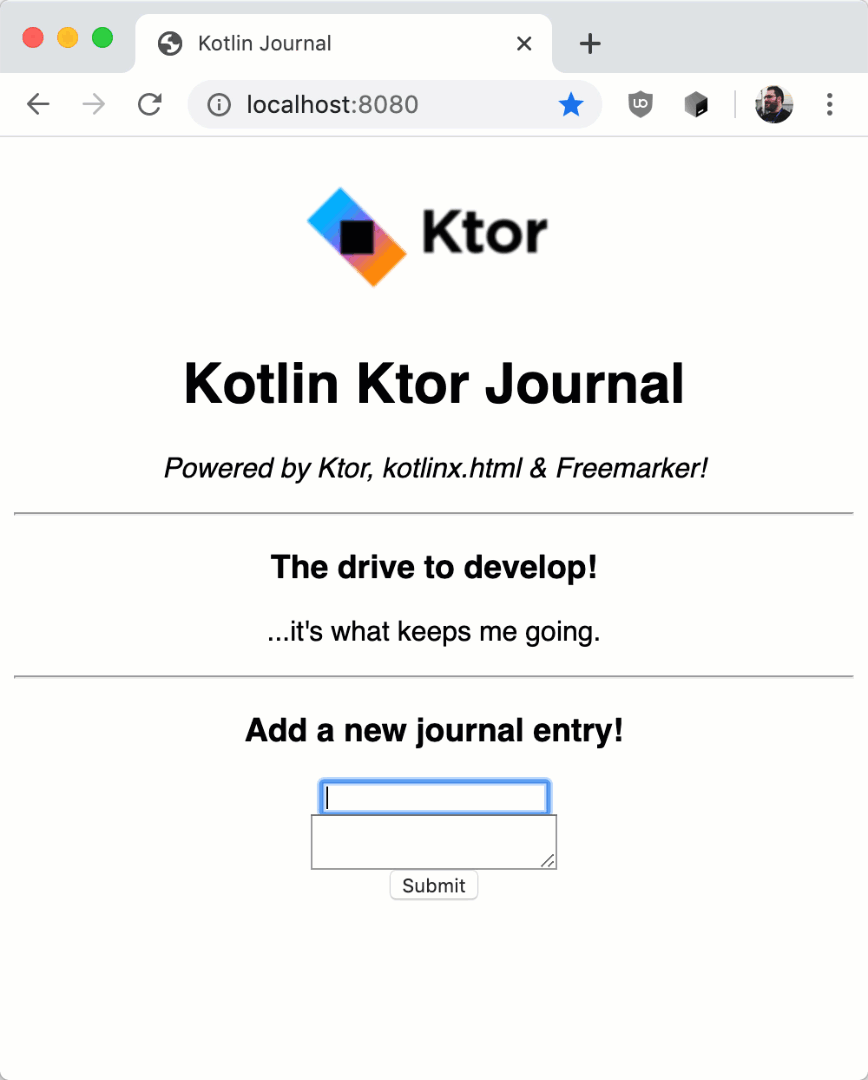 Kotlin Journal
localhost:8080
Ktor
Kotlin Ktor Journal
Powered by Ktor, kotlinx.html & Freemarker!
The drive to develop!
...it's what keeps me going.
Add a new journal entry!
Submit